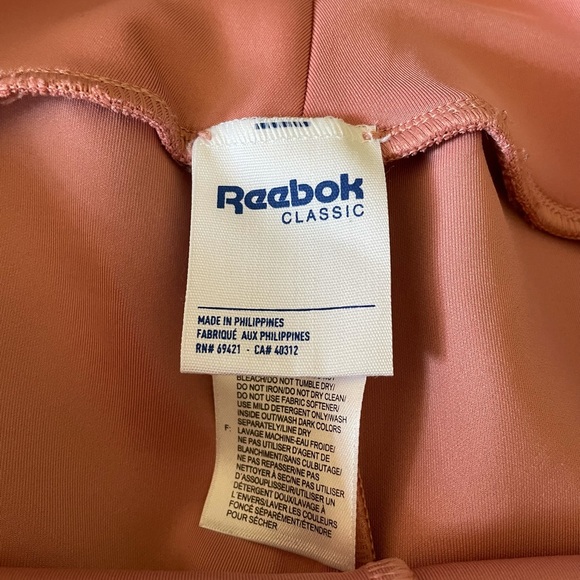 Reebok
CLASSIC
MADE IN PHILIPPINES
FABRIQUÉ AUX PHILIPPINES
RN# 69421 - CA# 40312
BLEACH/DO NOT TUMBLE DRY/
DO NOT IRON/DO NOT DRY CLEAN/
DO NOT USE FABRIC SOFTENER/
USE MILD DETERGENT ONLY/WASH
INSIDE OUT/WASH DARK COLORS
SEPARATELY/LINE DRY
F: LAVAGE MACHINE-EAU FROIDE/
NE PAS UTILISER D'AGENT DE
BLANCHIMENT/SANS CULBUTAGE/
NE PAS REPASSER/NE PAS
NETTOYER À SEC/NE PAS UTILISER
D'ASSOUPLISSEUR/UTILISER UN
DÉTERGENT DOUX/LAVAGE À
L'ENVERS/LAVER LES COULEURS
FONCÉ SÉPARÉMENT/ÉTENDRE
POUR SÉCHER